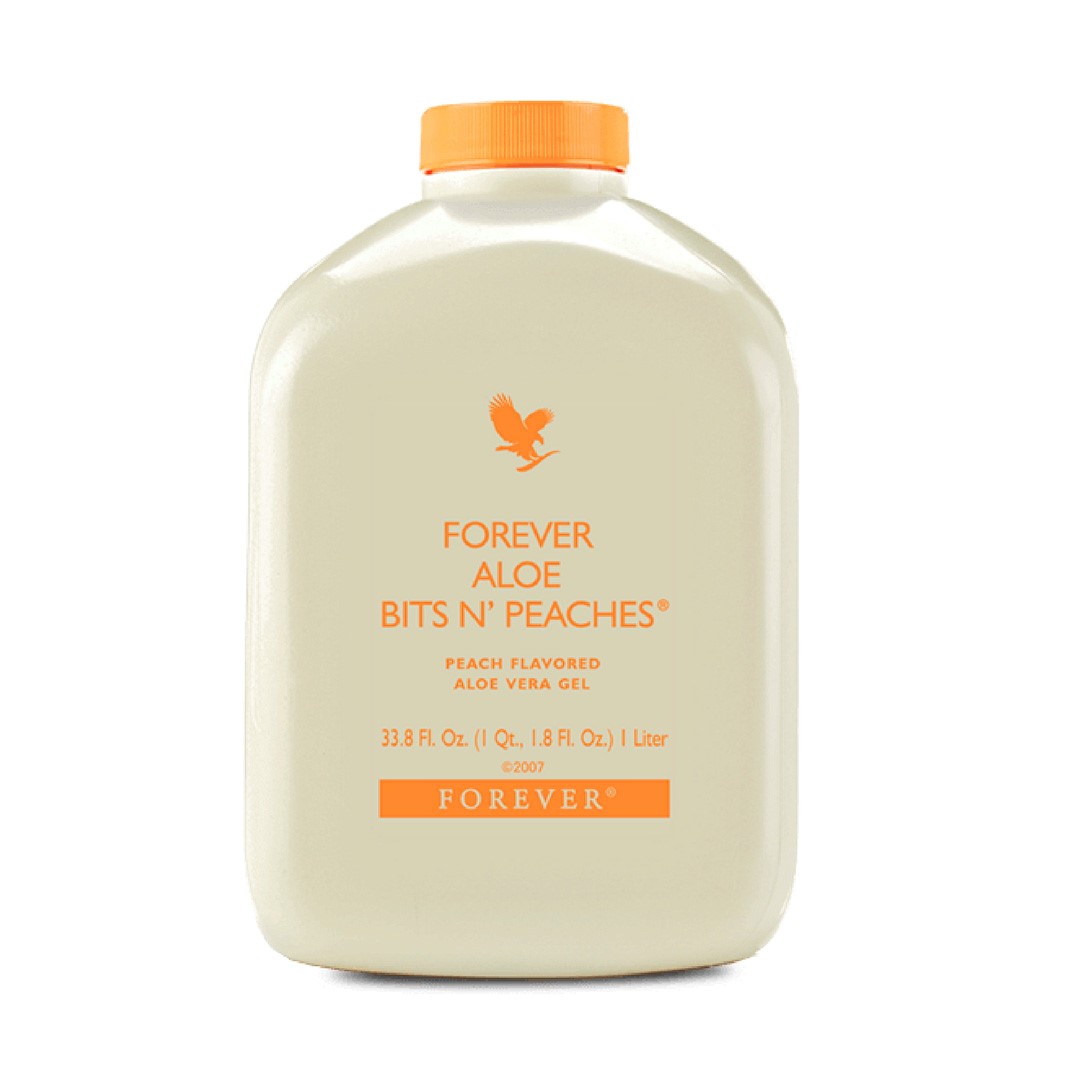 FOREVER
ALOE
BITS N' PEACHES®
PEACH FLAVORED
ALOE VERA GEL
33.8 Fl. Oz. (1 Qt., 1.8 Fl. Oz.) 1 Liter
©2007
FOREVER®